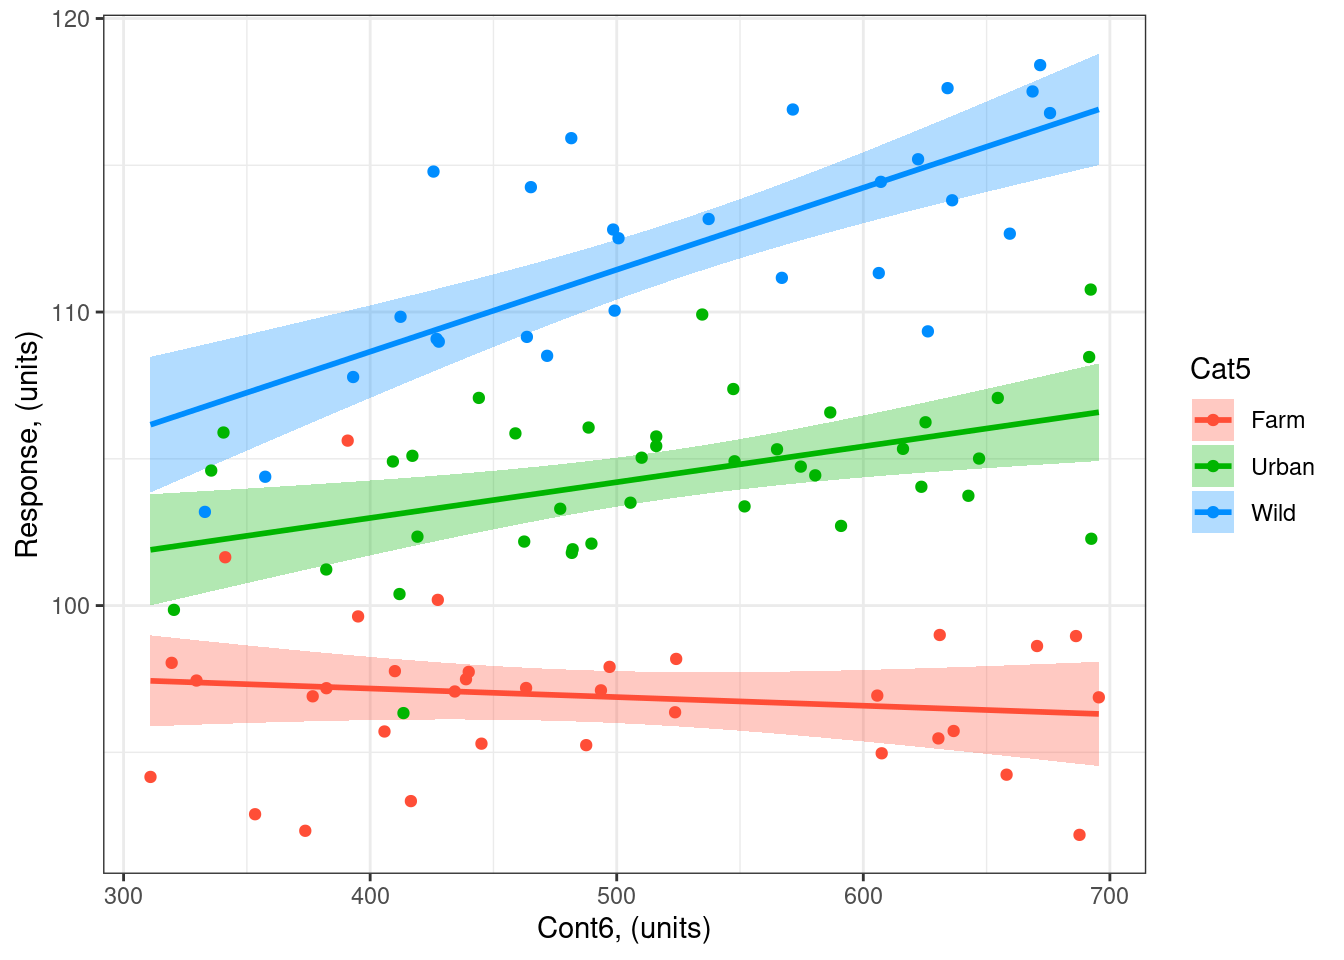 120
110
100
Response, (units)
300 400 500 600 700
Cont6, (units)
Cat5
Farm
Urban
Wild